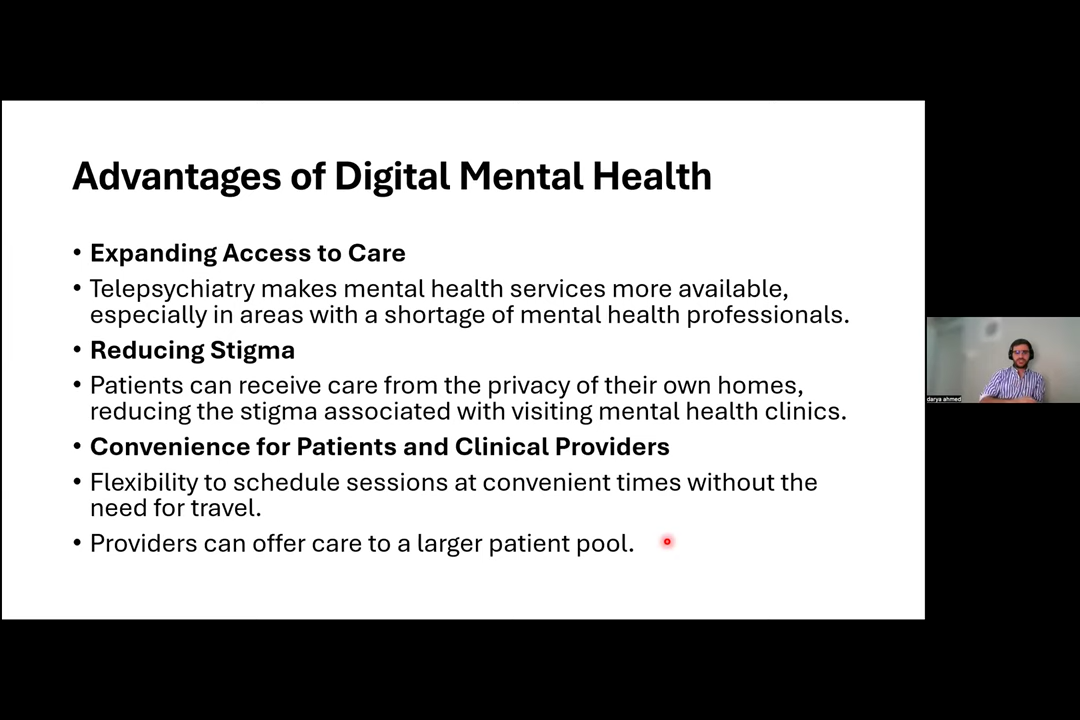 Advantages of Digital Mental Health
• Expanding Access to Care
• Telepsychiatry makes mental health services more available,
especially in areas with a shortage of mental health professionals.
• Reducing Stigma
• Patients can receive care from the privacy of their own homes,
reducing the stigma associated with visiting mental health clinics.
• Convenience for Patients and Clinical Providers
• Flexibility to schedule sessions at convenient times without the
need for travel.
• Providers can offer care to a larger patient pool.
darya ahmed